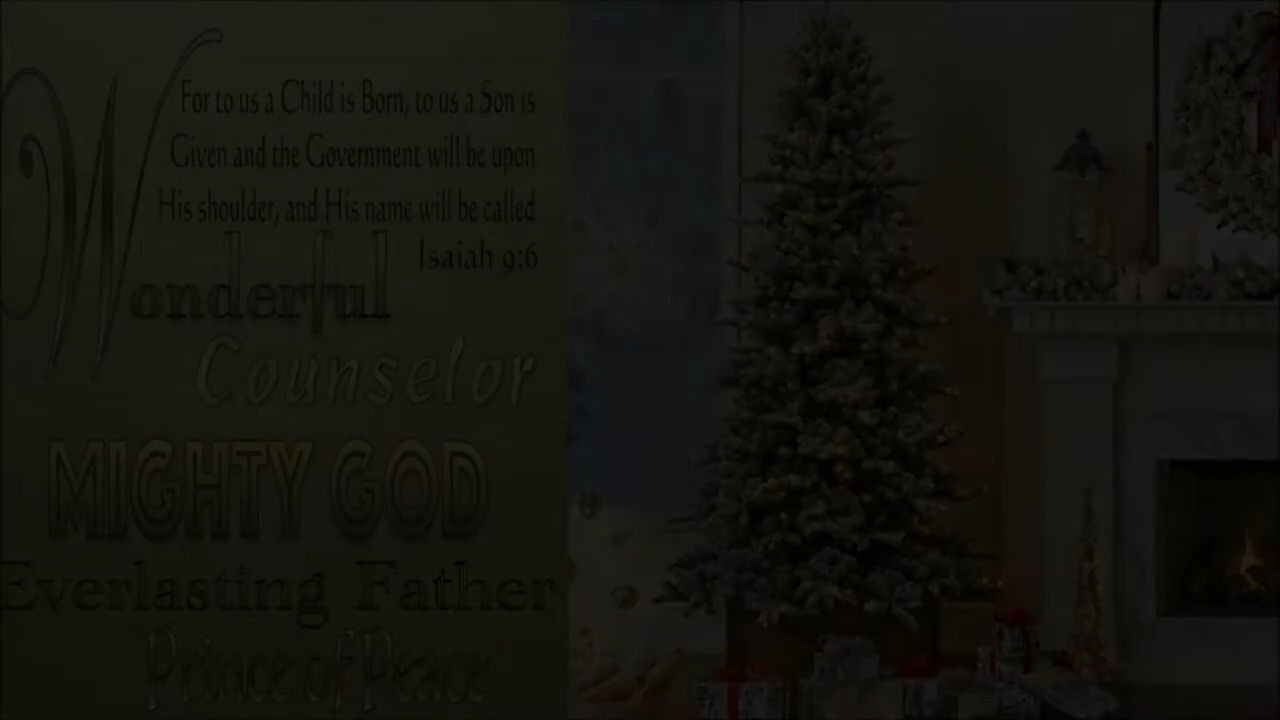 For to us a Child is Born, to us a Son is
Given and the Government will be upon
His shoulder, and His name will be called
Isaiah 9:6
Wonderful
Counselor
MIGHTY GOD
Everlasting Father
Prince of Peace